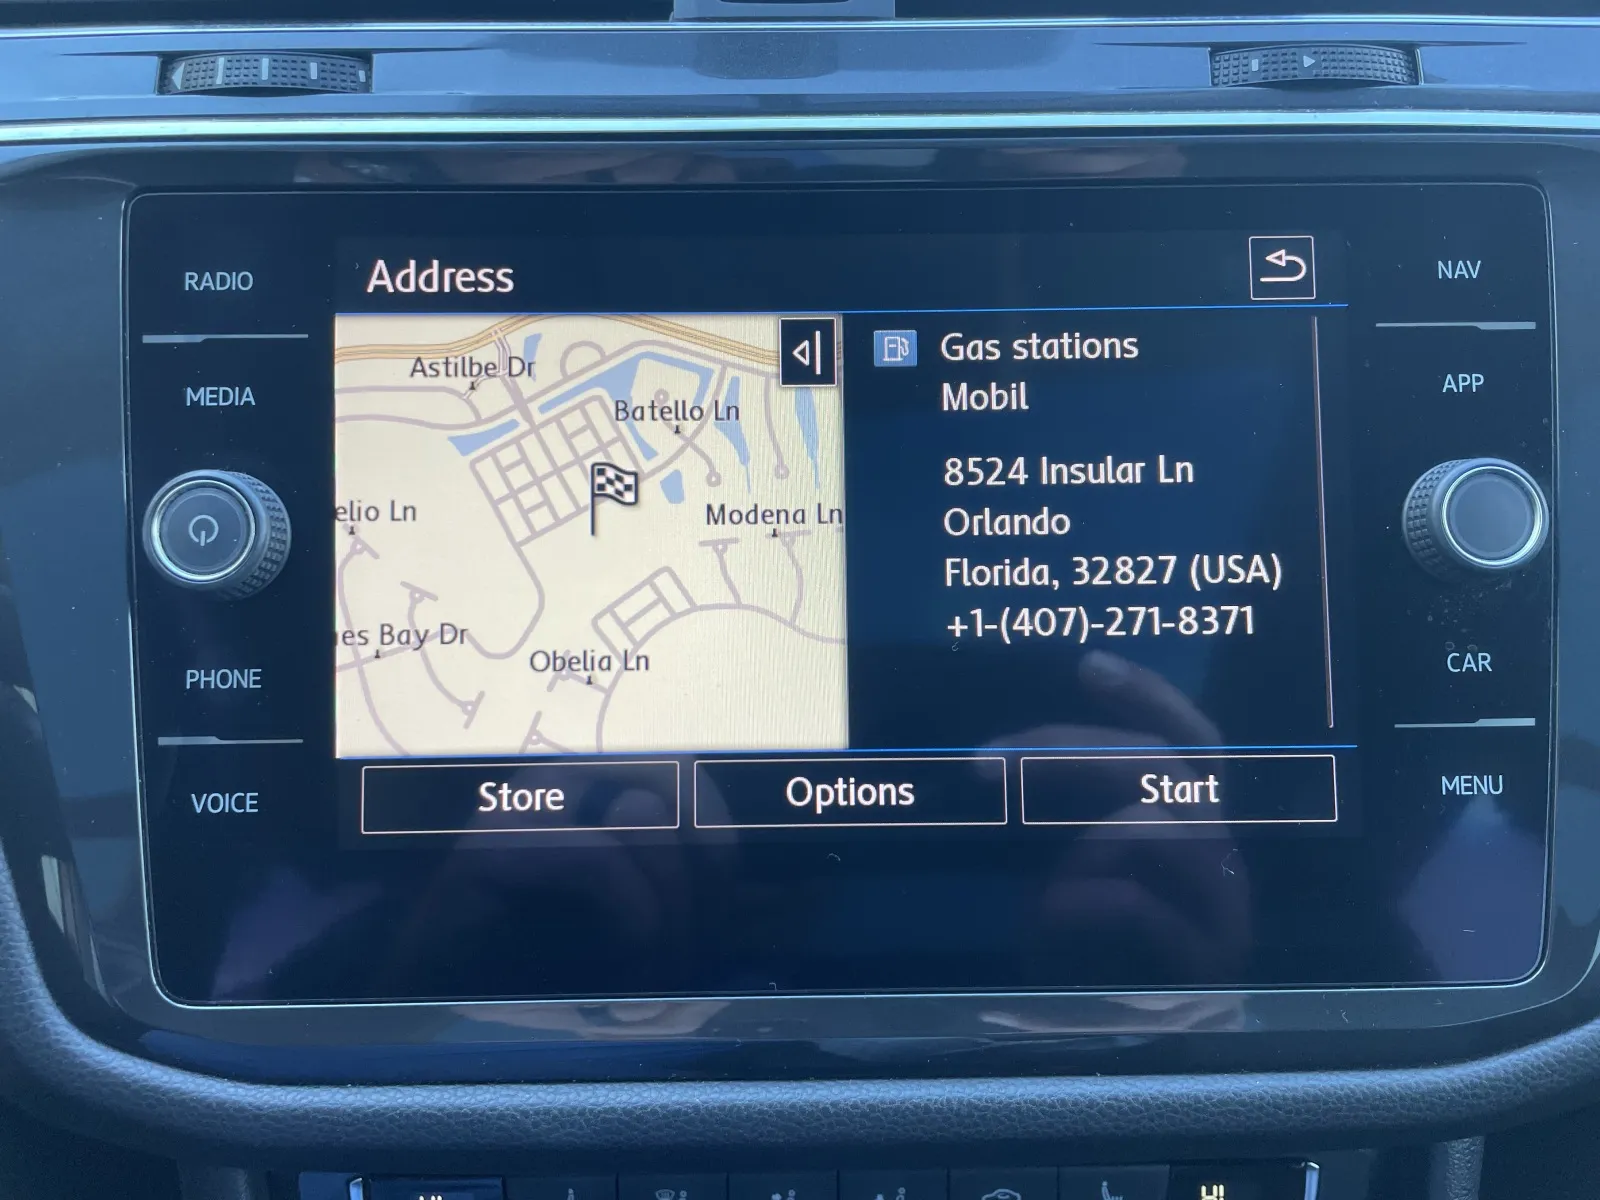 RADIO
MEDIA
PHONE
VOICE
Address
Astilbe Dr
Batello Ln
elio Ln
Modena Ln
es Bay Dr
Obelia Ln
Gas stations
Mobil
8524 Insular Ln
Orlando
Florida, 32827 (USA)
+1-(407)-271-8371
Store
Options
Start
NAV
APP
CAR
MENU